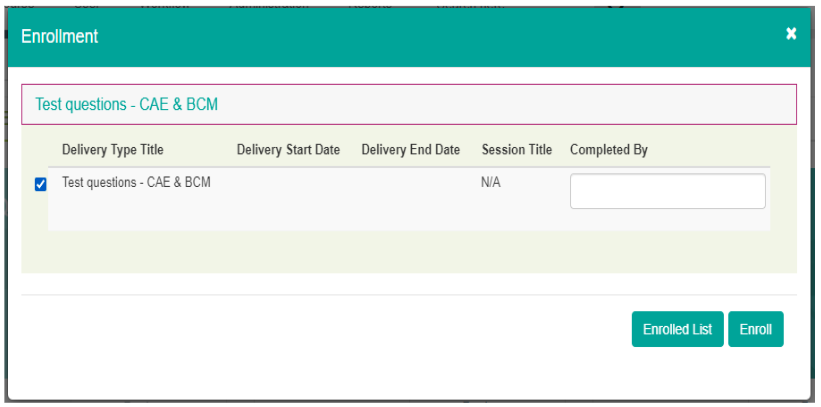 Enrollment
Test questions - CAE & BCM
Delivery Type Title Delivery Start Date Delivery End Date Session Title Completed By
Test questions - CAE & BCM N/A
Enrolled List Enroll